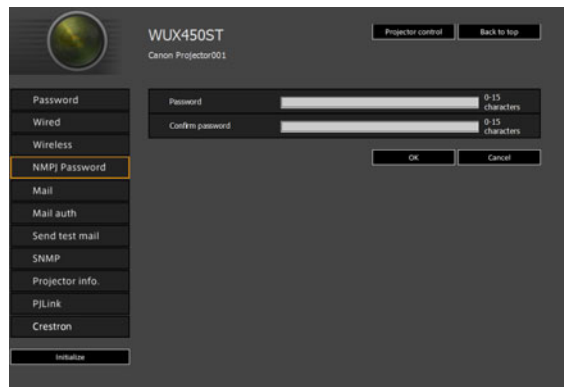 WUX450ST
Canon Projector001
Projector control
Back to top
Password
Wired
Wireless
NMPJ Password
Mail
Mail auth
Send test mail
SNMP
Projector info.
PJLink
Crestron
Initialize
Password
0-15
characters
Confirm password
0-15
characters
OK
Cancel